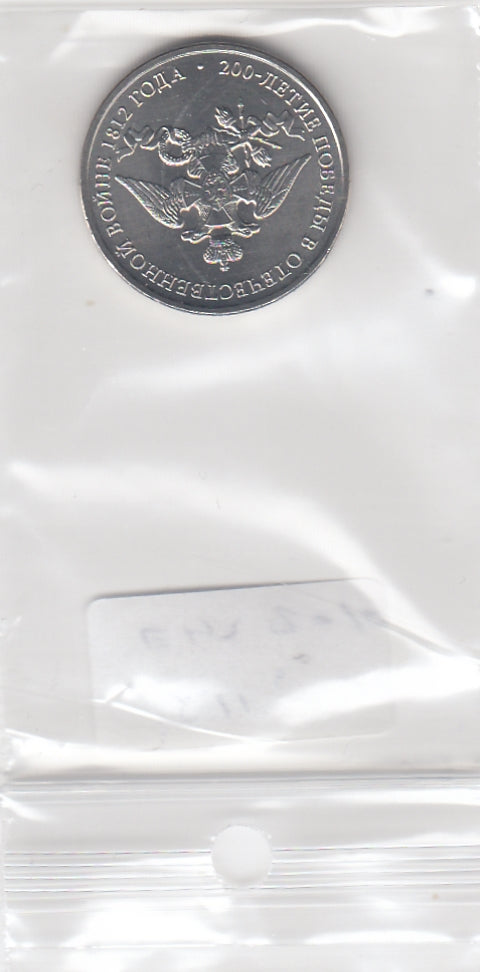 200-ЛЕТИЕ ПОБЕДЫ В ОТЕЧЕСТВЕННОЙ ВОЙНЕ 1812 ГОДА •